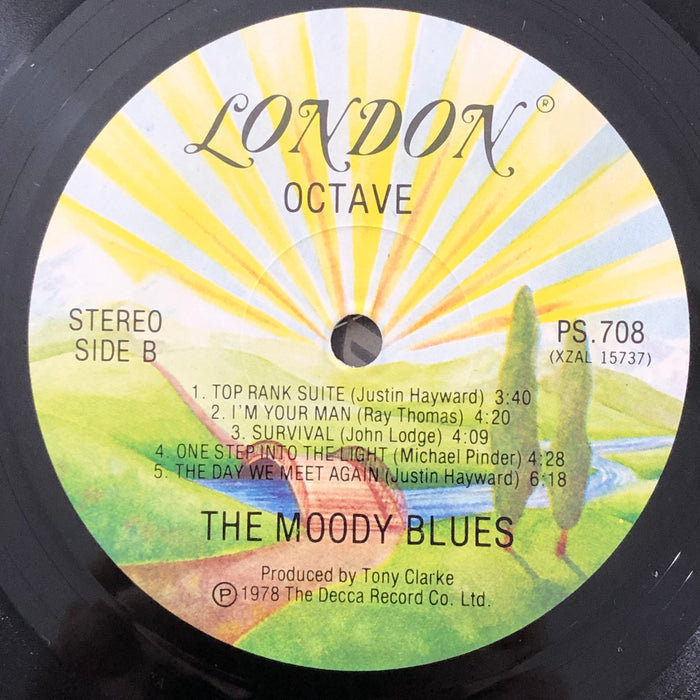 LONDON®
OCTAVE
STEREO
SIDE B
PS.708
(XZAL 15737)
1. TOP RANK SUITE (Justin Hayward) 3:40
2. I'M YOUR MAN (Ray Thomas) 4:20
3. SURVIVAL (John Lodge) 4:09
4. ONE STEP INTO THE LIGHT (Michael Pinder) 4:28
5. THE DAY WE MEET AGAIN (Justin Hayward) 6:18
THE MOODY BLUES
Produced by Tony Clarke
℗ 1978 The Decca Record Co. Ltd.